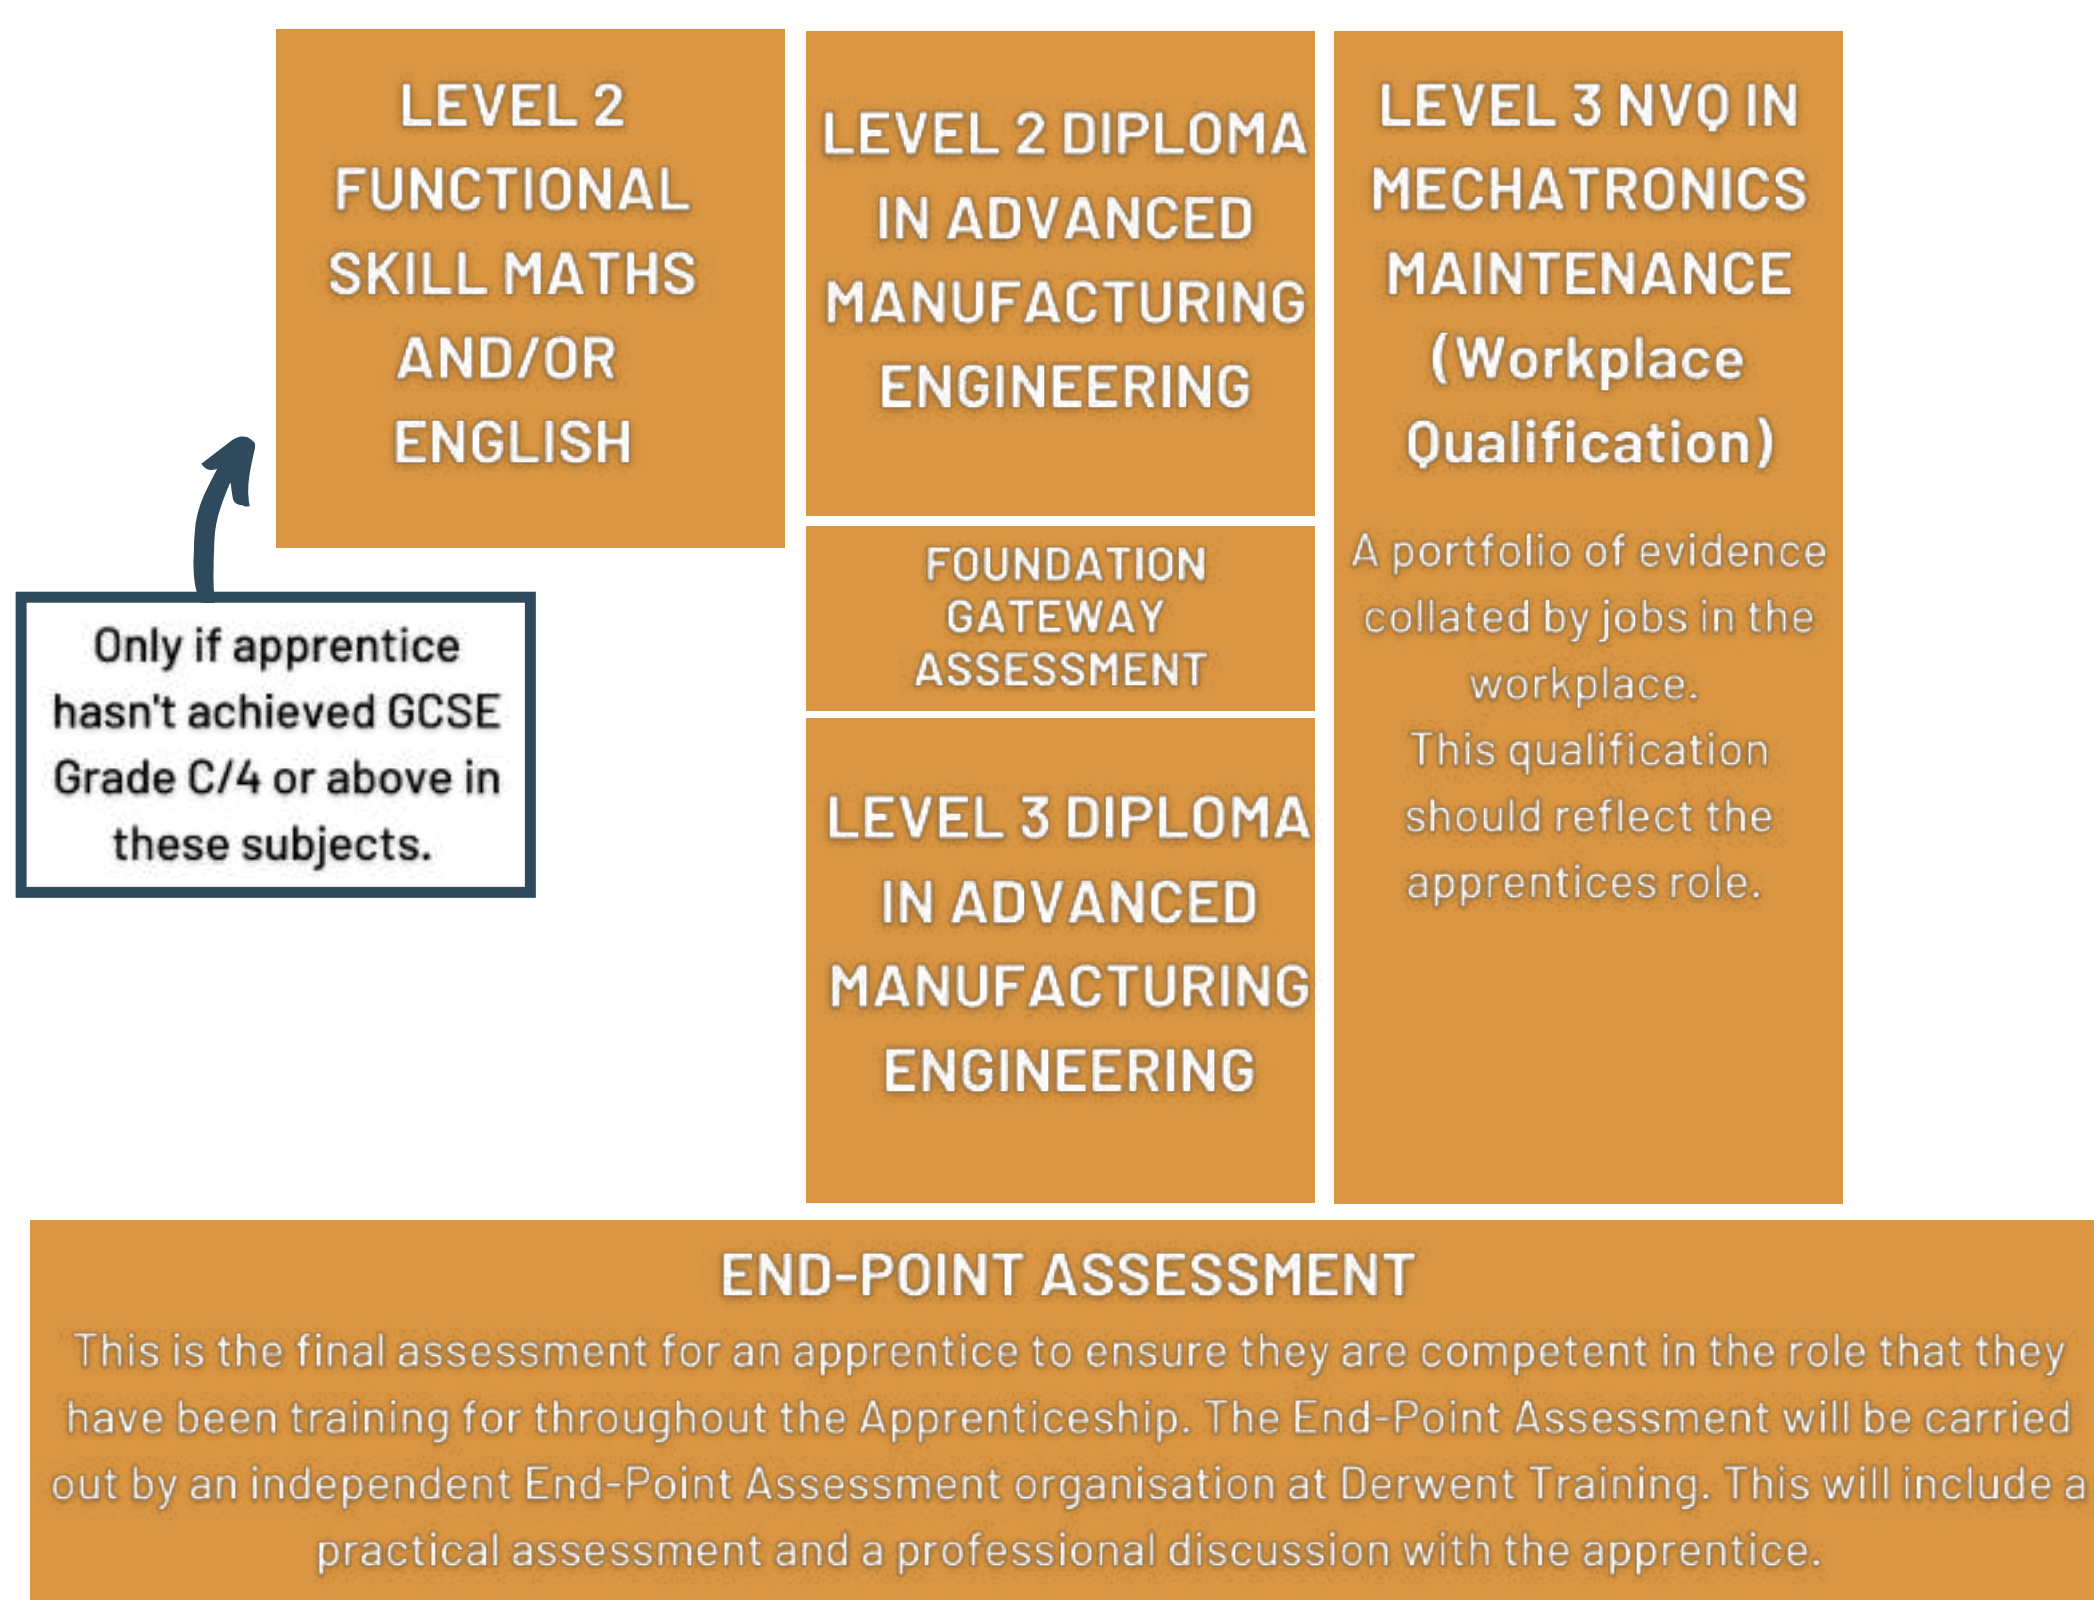 LEVEL 2
FUNCTIONAL
SKILL MATHS
AND/OR
ENGLISH
Only if apprentice
hasn't achieved GCSE
Grade C/4 or above in
these subjects.
LEVEL 2 DIPLOMA
IN ADVANCED
MANUFACTURING
ENGINEERING
FOUNDATION
GATEWAY
ASSESSMENT
LEVEL 3 DIPLOMA
IN ADVANCED
MANUFACTURING
ENGINEERING
LEVEL 3 NVQ IN
MECHATRONICS
MAINTENANCE
(Workplace
Qualification)
A portfolio of evidence
collated by jobs in the
workplace.
This qualification
should reflect the
apprentices role.
END-POINT ASSESSMENT
This is the final assessment for an apprentice to ensure they are competent in the role that they
have been training for throughout the Apprenticeship. The End-Point Assessment will be carried
out by an independent End-Point Assessment organisation at Derwent Training. This will include a
practical assessment and a professional discussion with the apprentice.